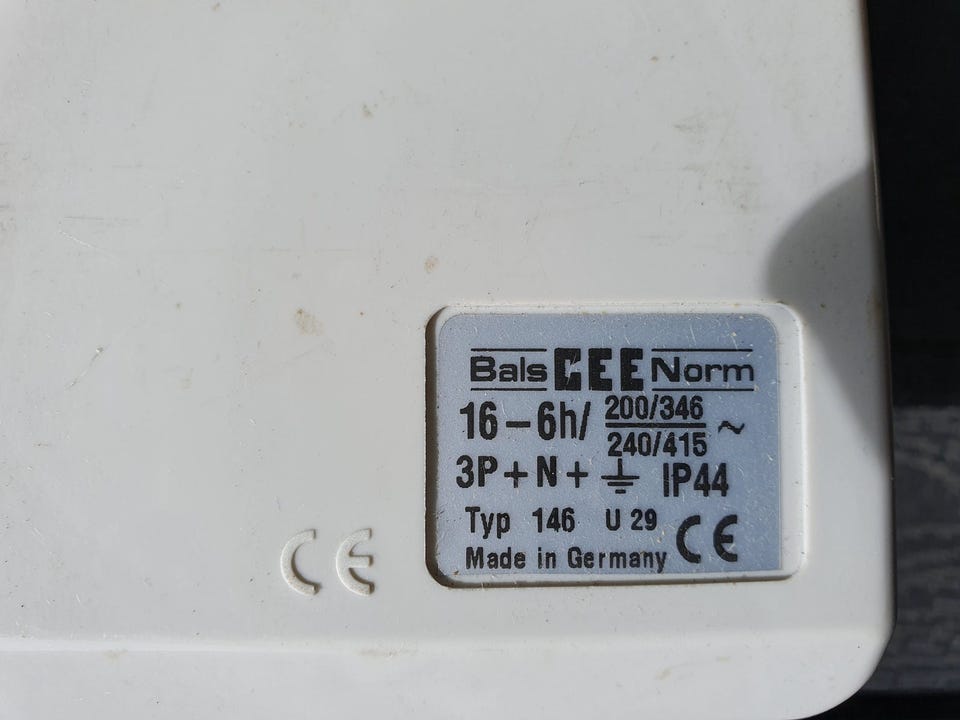 Bals CEE Norm
16-6h/ 200/346 ~
240/415
3P+N+⏚ IP44
Typ 146 U 29
Made in Germany CE
CE